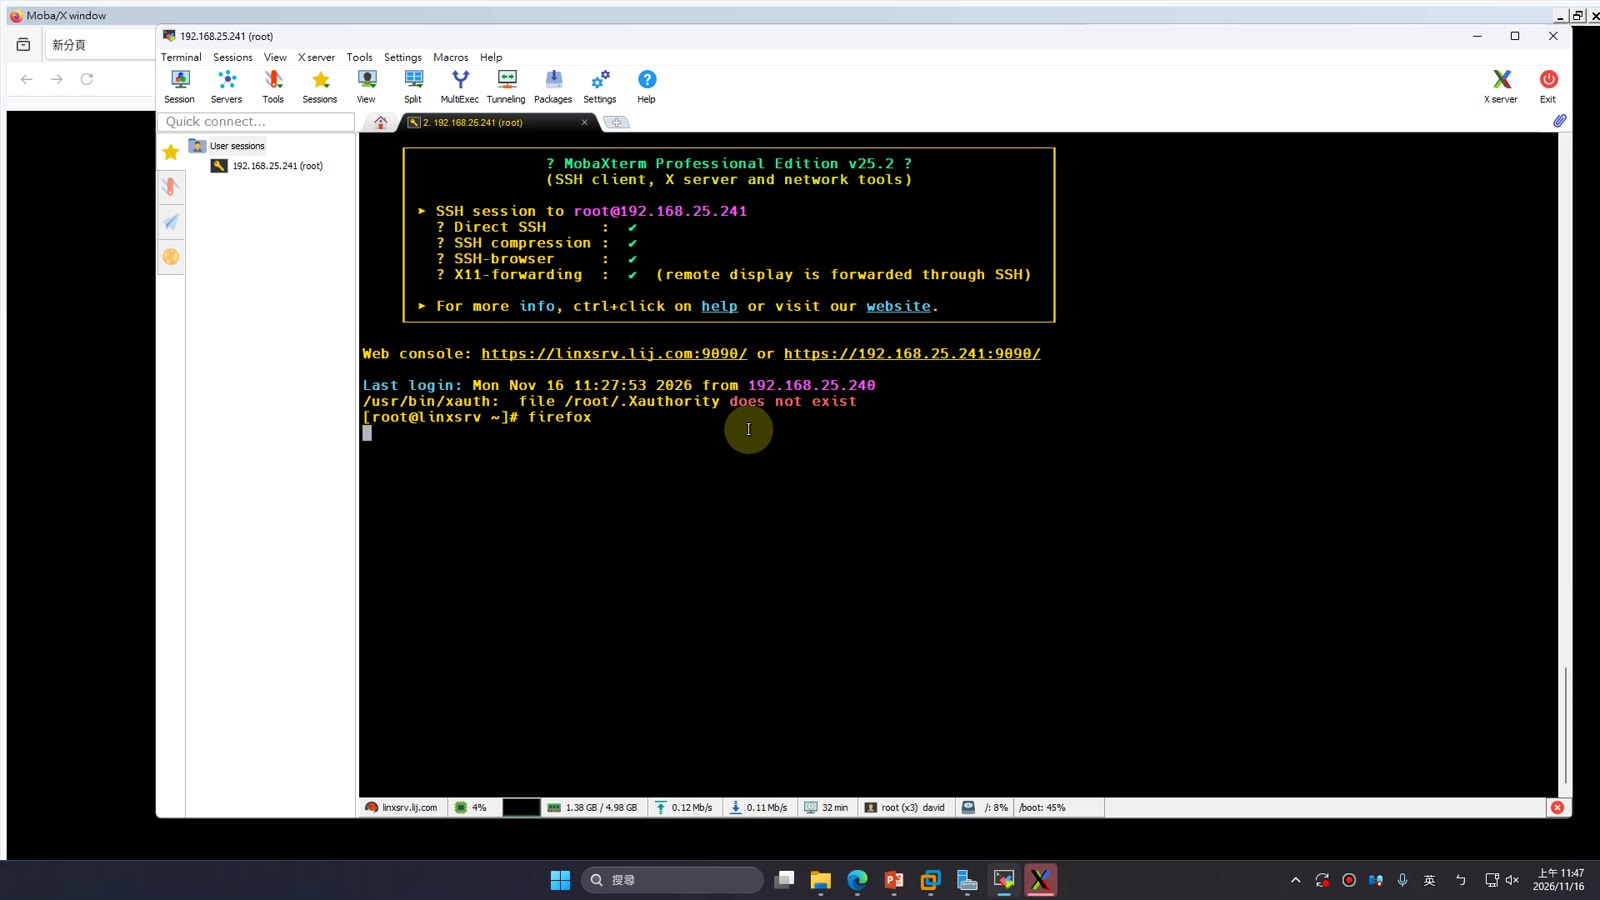 Moba/X window
新分頁
192.168.25.241 (root)
Terminal Sessions View X server Tools Settings Macros Help
Session Servers Tools Sessions View Split MultiExec Tunneling Packages Settings Help X server Exit
Quick connect...
2. 192.168.25.241 (root)
User sessions
192.168.25.241 (root)
? MobaXterm Professional Edition v25.2 ?
(SSH client, X server and network tools)
➤ SSH session to root@192.168.25.241
? Direct SSH : ✔
? SSH compression : ✔
? SSH-browser : ✔
? X11-forwarding : ✔ (remote display is forwarded through SSH)
➤ For more info, ctrl+click on help or visit our website.
Web console: https://linxsrv.lij.com:9090/ or https://192.168.25.241:9090/
Last login: Mon Nov 16 11:27:53 2026 from 192.168.25.240
/usr/bin/xauth: file /root/.Xauthority does not exist
[root@linxsrv ~]# firefox
linxsrv.lij.com 4% 1.38 GB / 4.98 GB 0.12 Mb/s 0.11 Mb/s 32 min root (x3) david /: 8% /boot: 45%
搜尋
英
ㄅ
上午 11:47
2026/11/16